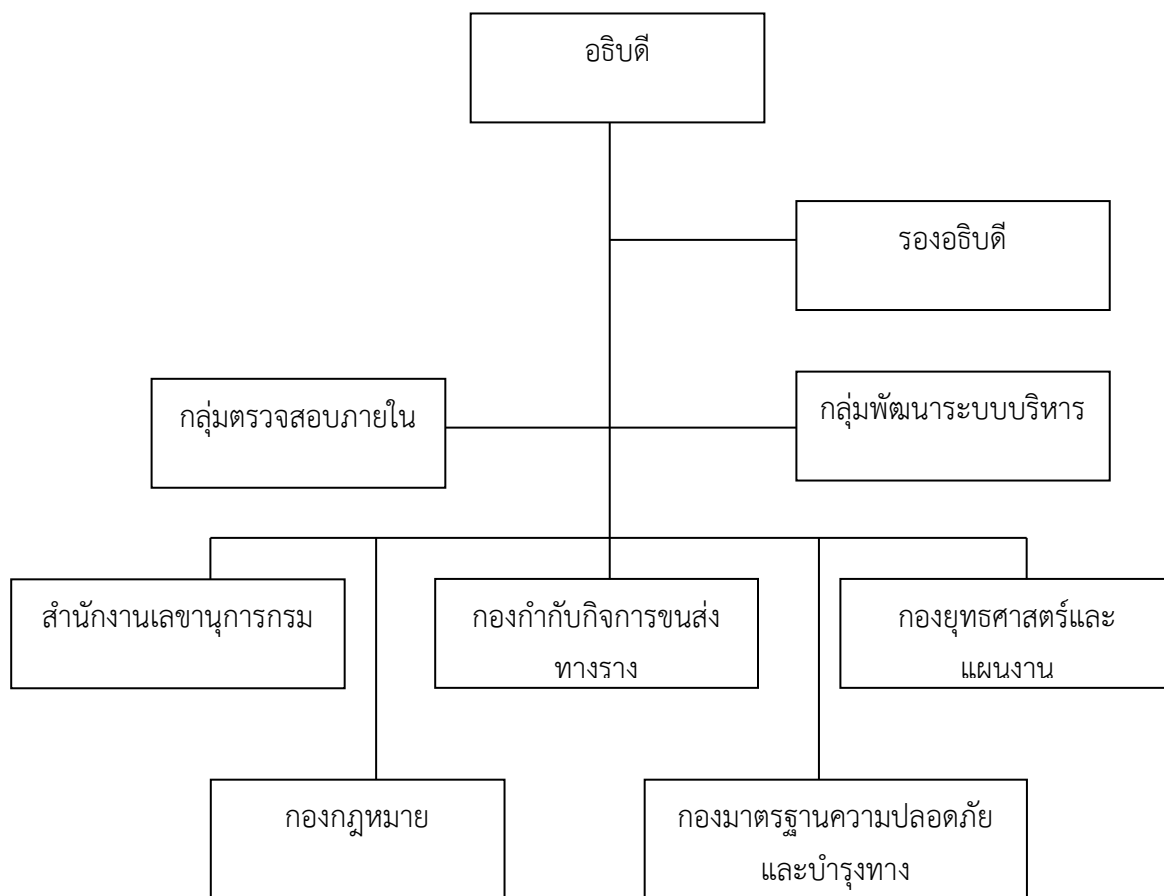 อธิบดี
รองอธิบดี
กลุ่มตรวจสอบภายใน
กลุ่มพัฒนาระบบบริหาร
สำนักงานเลขานุการกรม
กองกำกับกิจการขนส่ง
ทางราง
กองยุทธศาสตร์และ
แผนงาน
กองกฎหมาย
กองมาตรฐานความปลอดภัย
และบำรุงทาง